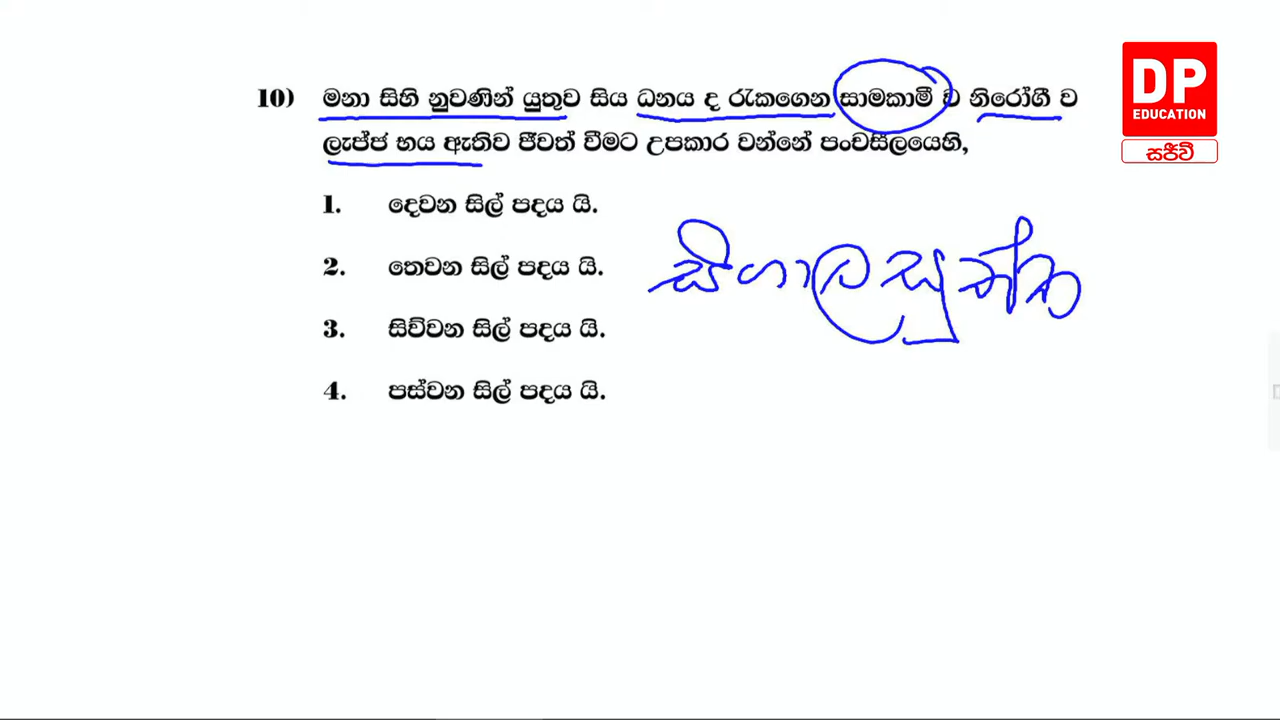 10) මනා සිහි නුවණින් යුතුව සිය ධනය ද රැකගෙන සාමකාමී ව නිරෝගී ව
ලැජ්ජ භය ඇතිව ජීවත් වීමට උපකාර වන්නේ පංචසීලයෙහි,
1. දෙවන සිල් පදය යි.
2. තෙවන සිල් පදය යි.
3. සිව්වන සිල් පදය යි.
4. පස්වන සිල් පදය යි.
සිගාල සුත්ත
DP
EDUCATION
සජීවී